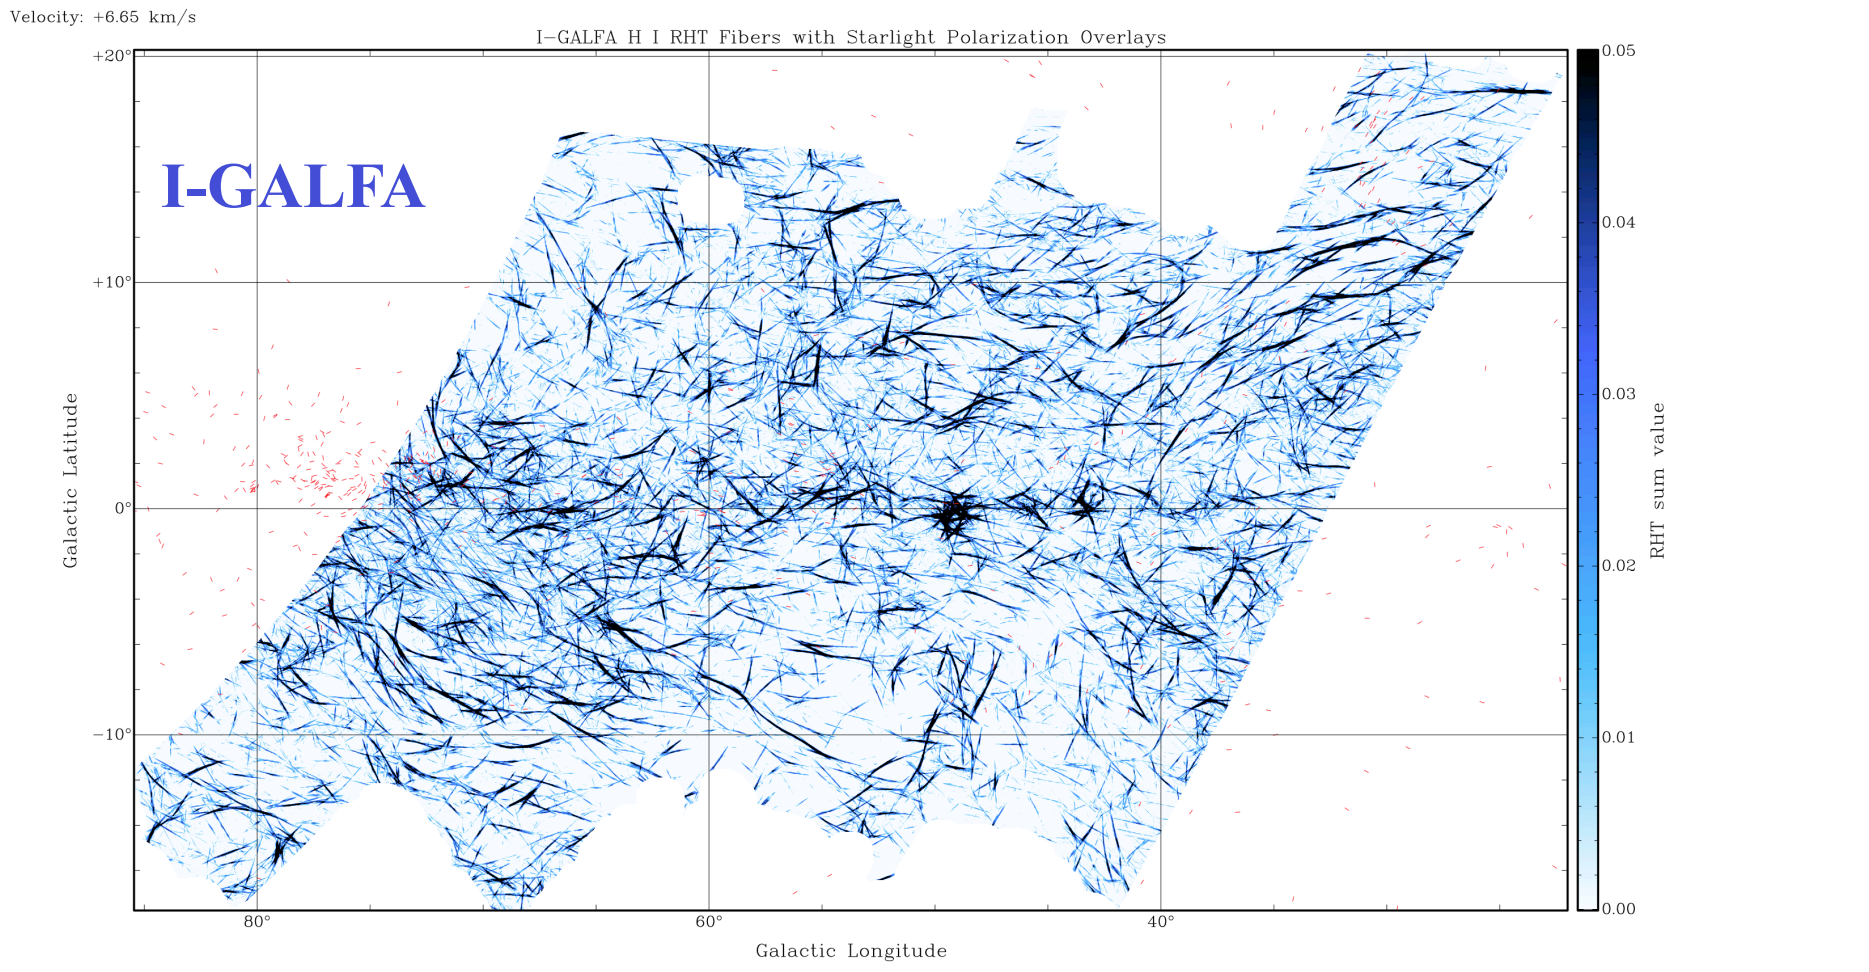 Velocity: +6.65 km/s
I-GALFA H I RHT Fibers with Starlight Polarization Overlays
I-GALFA
+20°
+10°
0°
−10°
Galactic Latitude
80°
60°
40°
Galactic Longitude
0.05
0.04
0.03
0.02
0.01
0.00
RHT sum value